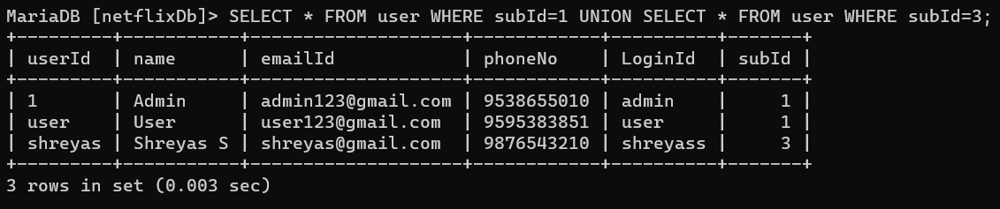 MariaDB [netflixDb]> SELECT * FROM user WHERE subId=1 UNION SELECT * FROM user WHERE subId=3;
+---------+-----------+--------------------+------------+----------+-------+
| userId  | name      | emailId            | phoneNo    | LoginId  | subId |
+---------+-----------+--------------------+------------+----------+-------+
| 1       | Admin     | admin123@gmail.com | 9538655010 | admin    |     1 |
| user    | User      | user123@gmail.com  | 9595383851 | user     |     1 |
| shreyas | Shreyas S | shreyas@gmail.com  | 9876543210 | shreyass |     3 |
+---------+-----------+--------------------+------------+----------+-------+
3 rows in set (0.003 sec)